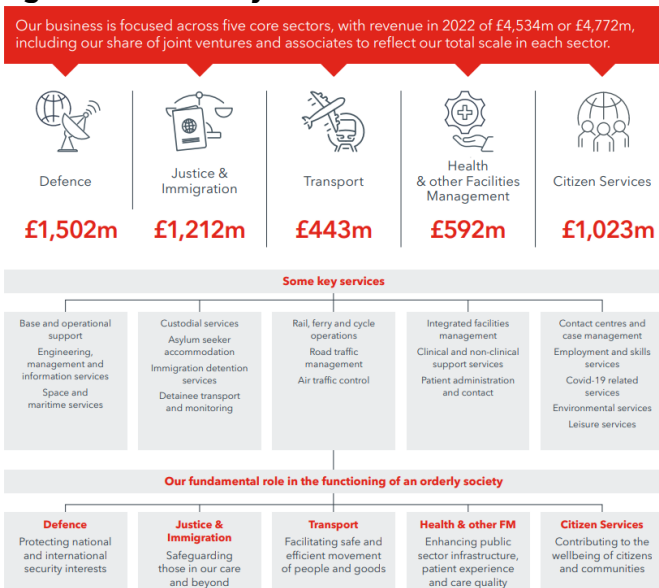 Our business is focused across five core sectors, with revenue in 2022 of £4,534m or £4,772m,
including our share of joint ventures and associates to reflect our total scale in each sector.
Defence
Justice &
Immigration
Transport
Health
& other Facilities
Management
Citizen Services
£1,502m
£1,212m
£443m
£592m
£1,023m
Some key services
Base and operational
support
Engineering,
management and
information services
Space and
maritime services
Custodial services
Asylum seeker
accommodation
Immigration detention
services
Detainee transport
and monitoring
Rail, ferry and cycle
operations
Road traffic
management
Air traffic control
Integrated facilities
management
Clinical and non-clinical
support services
Patient administration
and contact
Contact centres and
case management
Employment and skills
services
Covid-19 related
services
Environmental services
Leisure services
Our fundamental role in the functioning of an orderly society
Defence
Protecting national
and international
security interests
Justice &
Immigration
Safeguarding
those in our care
and beyond
Transport
Facilitating safe and
efficient movement
of people and goods
Health & other FM
Enhancing public
sector infrastructure,
patient experience
and care quality
Citizen Services
Contributing to the
wellbeing of citizens
and communities